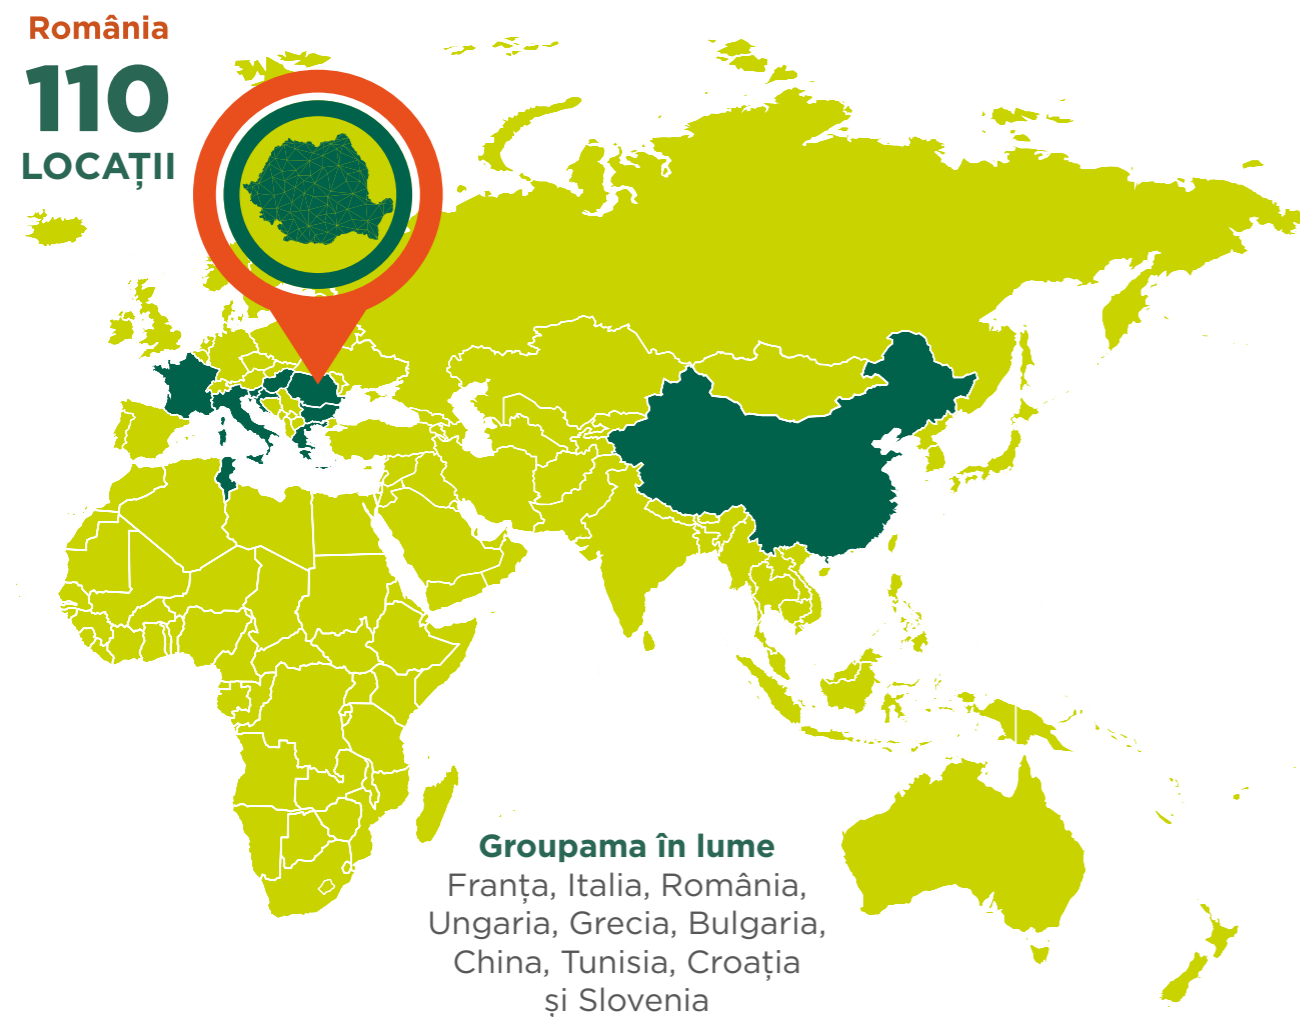 România
110
LOCAȚII
Groupama în lume
Franța, Italia, România,
Ungaria, Grecia, Bulgaria,
China, Tunisia, Croația
și Slovenia